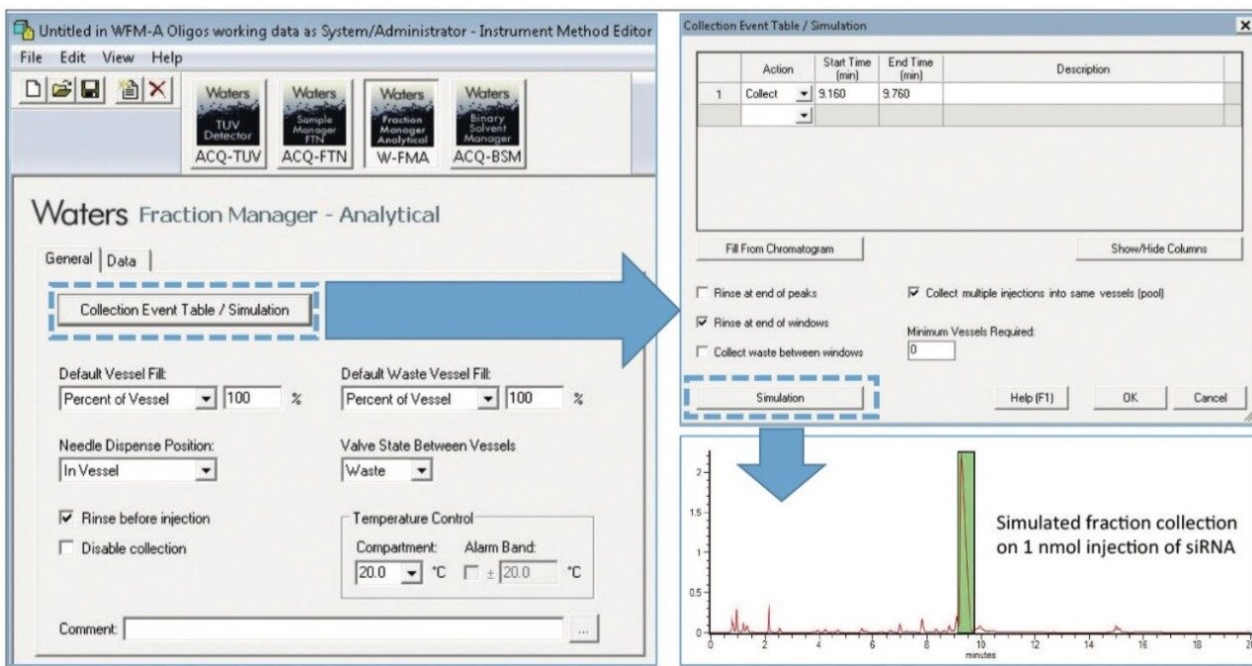 Untitled in WFM-A Oligos working data as System/Administrator - Instrument Method Editor
File Edit View Help
Waters TUV Detector
ACQ-TUV
Waters Sample Manager FTN
ACQ-FTN
Waters Fraction Manager Analytical
W-FMA
Waters Binary Solvent Manager
ACQ-BSM
Waters Fraction Manager - Analytical
General Data
Collection Event Table / Simulation
Default Vessel Fill: Default Waste Vessel Fill:
Percent of Vessel 100 % Percent of Vessel 100 %
Needle Dispense Position: Valve State Between Vessels
In Vessel Waste
Rinse before injection
Disable collection
Temperature Control
Compartment: Alarm Band:
20.0 °C ± 20.0 °C
Comment: ...
Collection Event Table / Simulation
Action Start Time (min) End Time (min) Description
1 Collect 9.160 9.760
Fill From Chromatogram Show/Hide Columns
Rinse at end of peaks Collect multiple injections into same vessels (pool)
Rinse at end of windows
Minimum Vessels Required:
Collect waste between windows 0
Simulation Help (F1) OK Cancel
2
1.5
1
0.5
0
Simulated fraction collection
on 1 nmol injection of siRNA
0 2 4 6 8 10 12 14 16 18 20
minutes